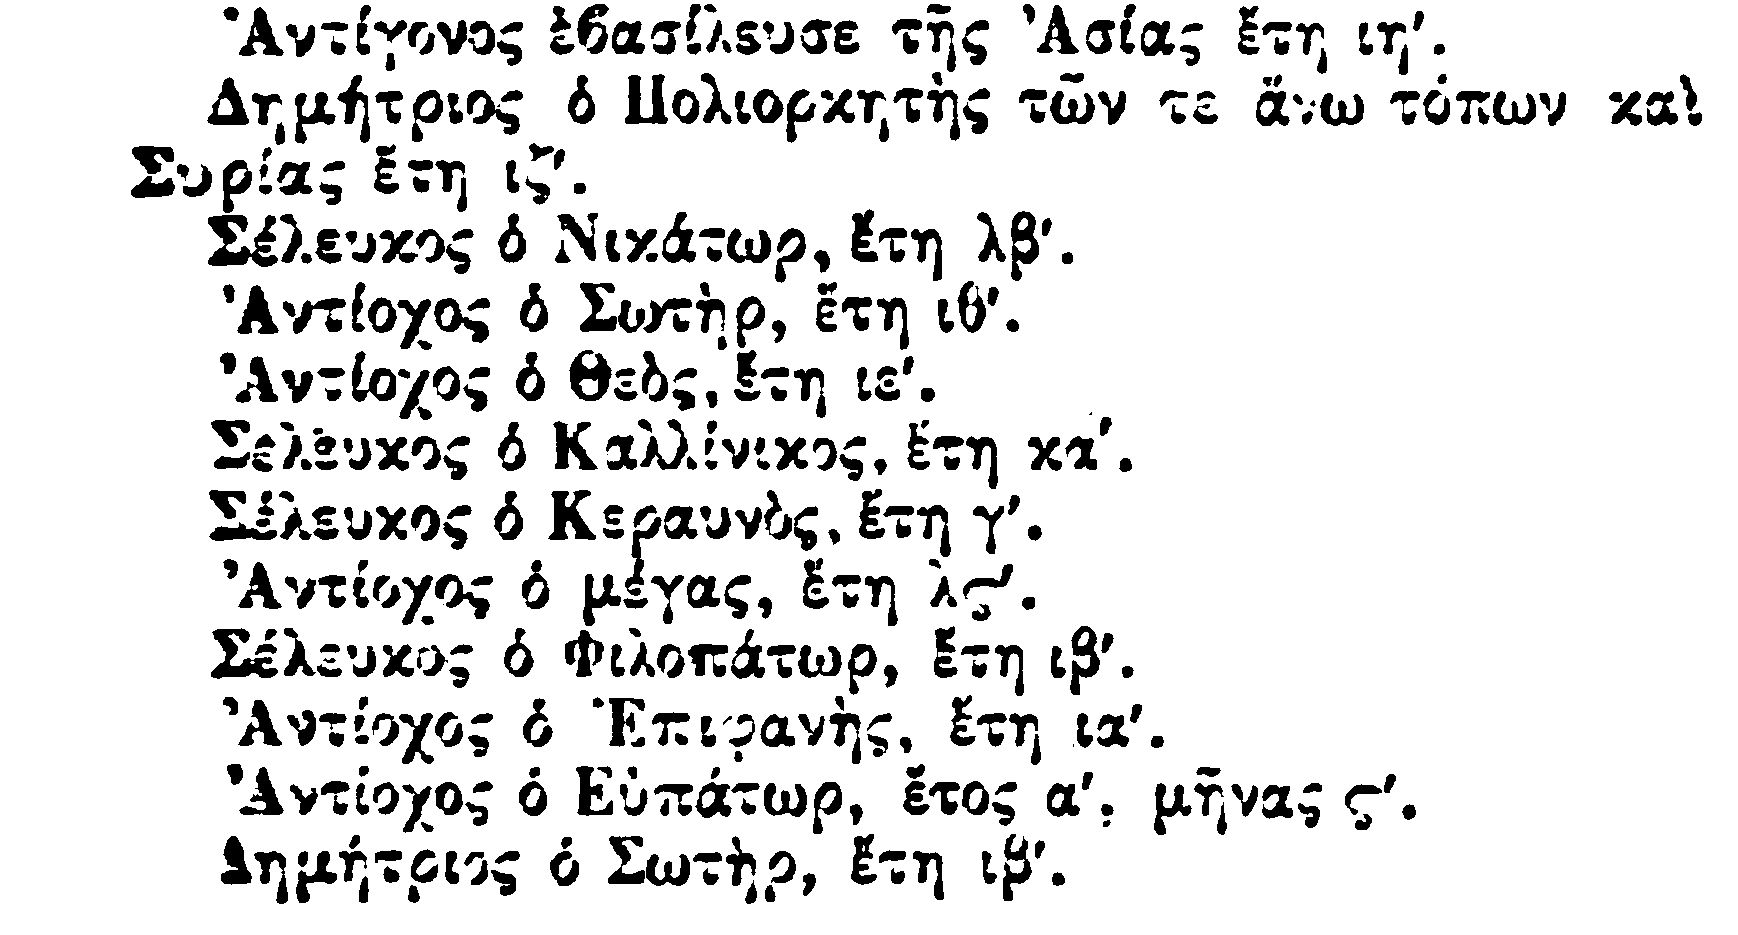 Ἀντίγονος ἐβασίλευσε τῆς Ἀσίας ἔτη ιη′.
Δημήτριος ὁ Πολιορκητὴς τῶν τε ἄνω τόπων καὶ
Συρίας ἔτη ιζ′.
Σέλευκος ὁ Νικάτωρ, ἔτη λβ′.
Ἀντίοχος ὁ Σωτὴρ, ἔτη ιθ′.
Ἀντίοχος ὁ Θεὸς, ἔτη ιε′.
Σέλευκος ὁ Καλλίνικος, ἔτη κα′.
Σέλευκος ὁ Κεραυνὸς, ἔτη γ′.
Ἀντίοχος ὁ μέγας, ἔτη λϛ′.
Σέλευκος ὁ Φιλοπάτωρ, ἔτη ιβ′.
Ἀντίοχος ὁ Ἐπιφανὴς, ἔτη ια′.
Ἀντίοχος ὁ Εὐπάτωρ, ἔτος α′, μῆνας ϛ′.
Δημήτριος ὁ Σωτὴρ, ἔτη ιβ′.